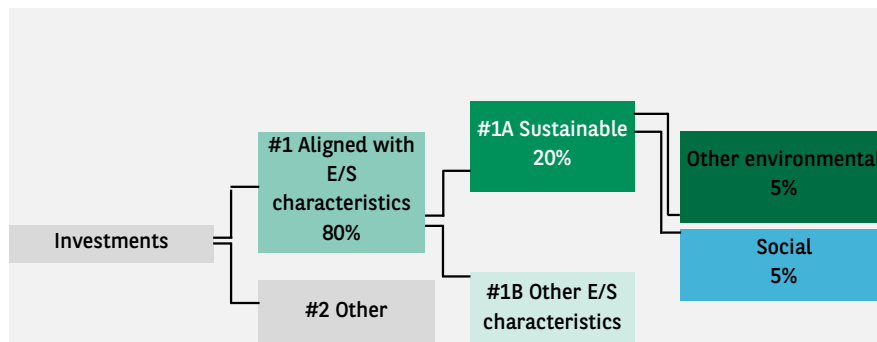 Investments
#1 Aligned with
E/S
characteristics
80%
#2 Other
#1A Sustainable
20%
#1B Other E/S
characteristics
Other environmental
5%
Social
5%